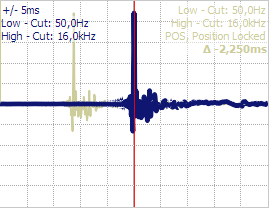 +/- 5ms
Low - Cut: 50,0Hz
Low - Cut: 50,0Hz
High - Cut: 16,0kHz
High - Cut: 16,0kHz
POS, Position Locked
Δ -2,250ms